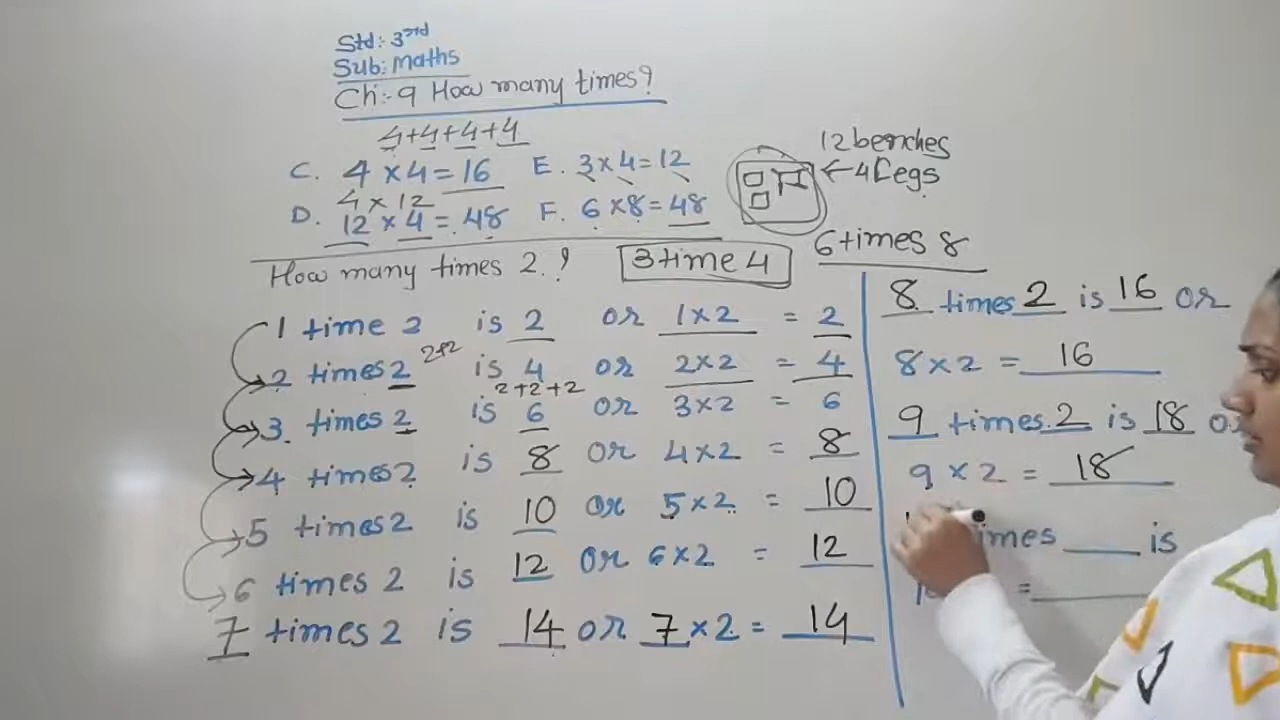 Std:- 3rd
Sub: Maths
Ch:- 9 How many times?
4+4+4+4
C. 4 × 4 = 16 E. 3 × 4 = 12
4 × 12
D. 12 × 4 = 48 F. 6 × 8 = 48
12 benches
←4 Legs
How many times 2.? 3 time 4 6 times 8
1 time 2 is 2 or 1×2 = 2
2 times 2 2+2 is 4 or 2×2 = 4
2+2+2
3. times 2 is 6 or 3×2 = 6
4 times 2 is 8 or 4×2 = 8
5 times 2 is 10 or 5×2 = 10
6 times 2 is 12 or 6×2 = 12
7 times 2 is 14 or 7×2 = 14
8 times 2 is 16 or
8×2 = 16
9 times. 2 is 18
9 × 2 = 18
___ is
= ___